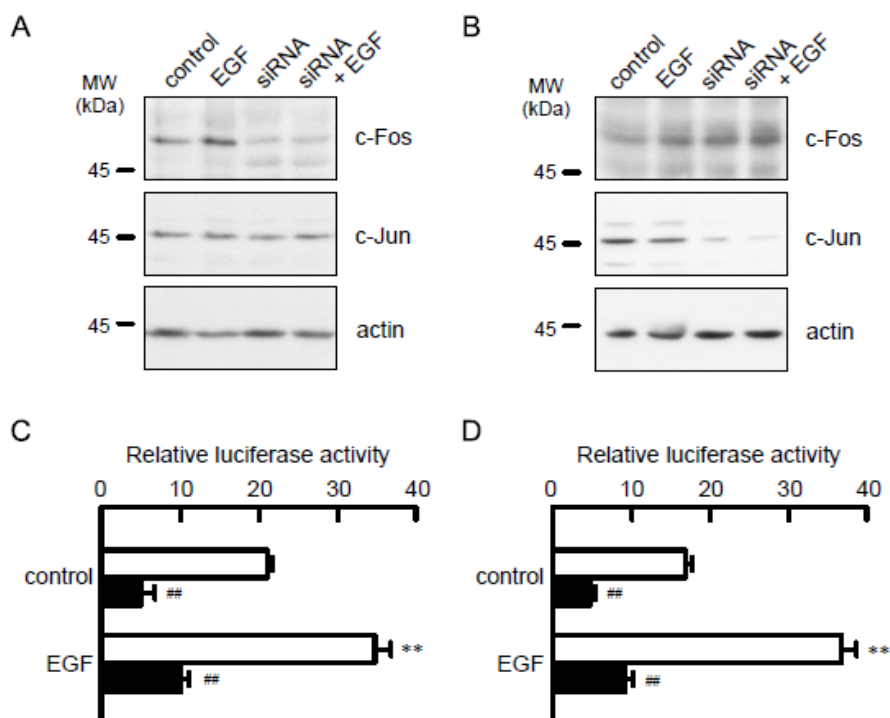 A
B
control EGF siRNA siRNA + EGF
control EGF siRNA siRNA + EGF
MW (kDa)
MW (kDa)
c-Fos
c-Fos
45
45
45
c-Jun
45
c-Jun
45
actin
45
actin
C
D
Relative luciferase activity
Relative luciferase activity
0 10 20 30 40
0 10 20 30 40
control
##
control
##
EGF
**
##
EGF
**
##